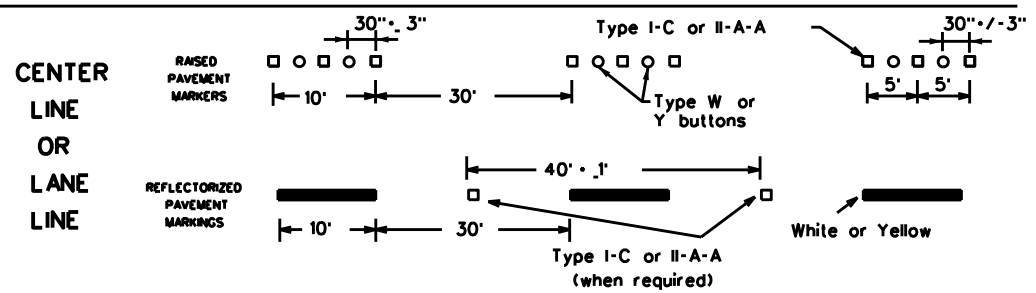 30"·_ 3"
Type I-C or II-A-A
30"·/-3"
CENTER
LINE
OR
LANE
LINE
RAISED
PAVEMENT
MARKERS
10'
30'
Type W or
Y buttons
5'
5'
40' · _1'
REFLECTORIZED
PAVEMENT
MARKINGS
10'
30'
Type I-C or II-A-A
(when required)
White or Yellow